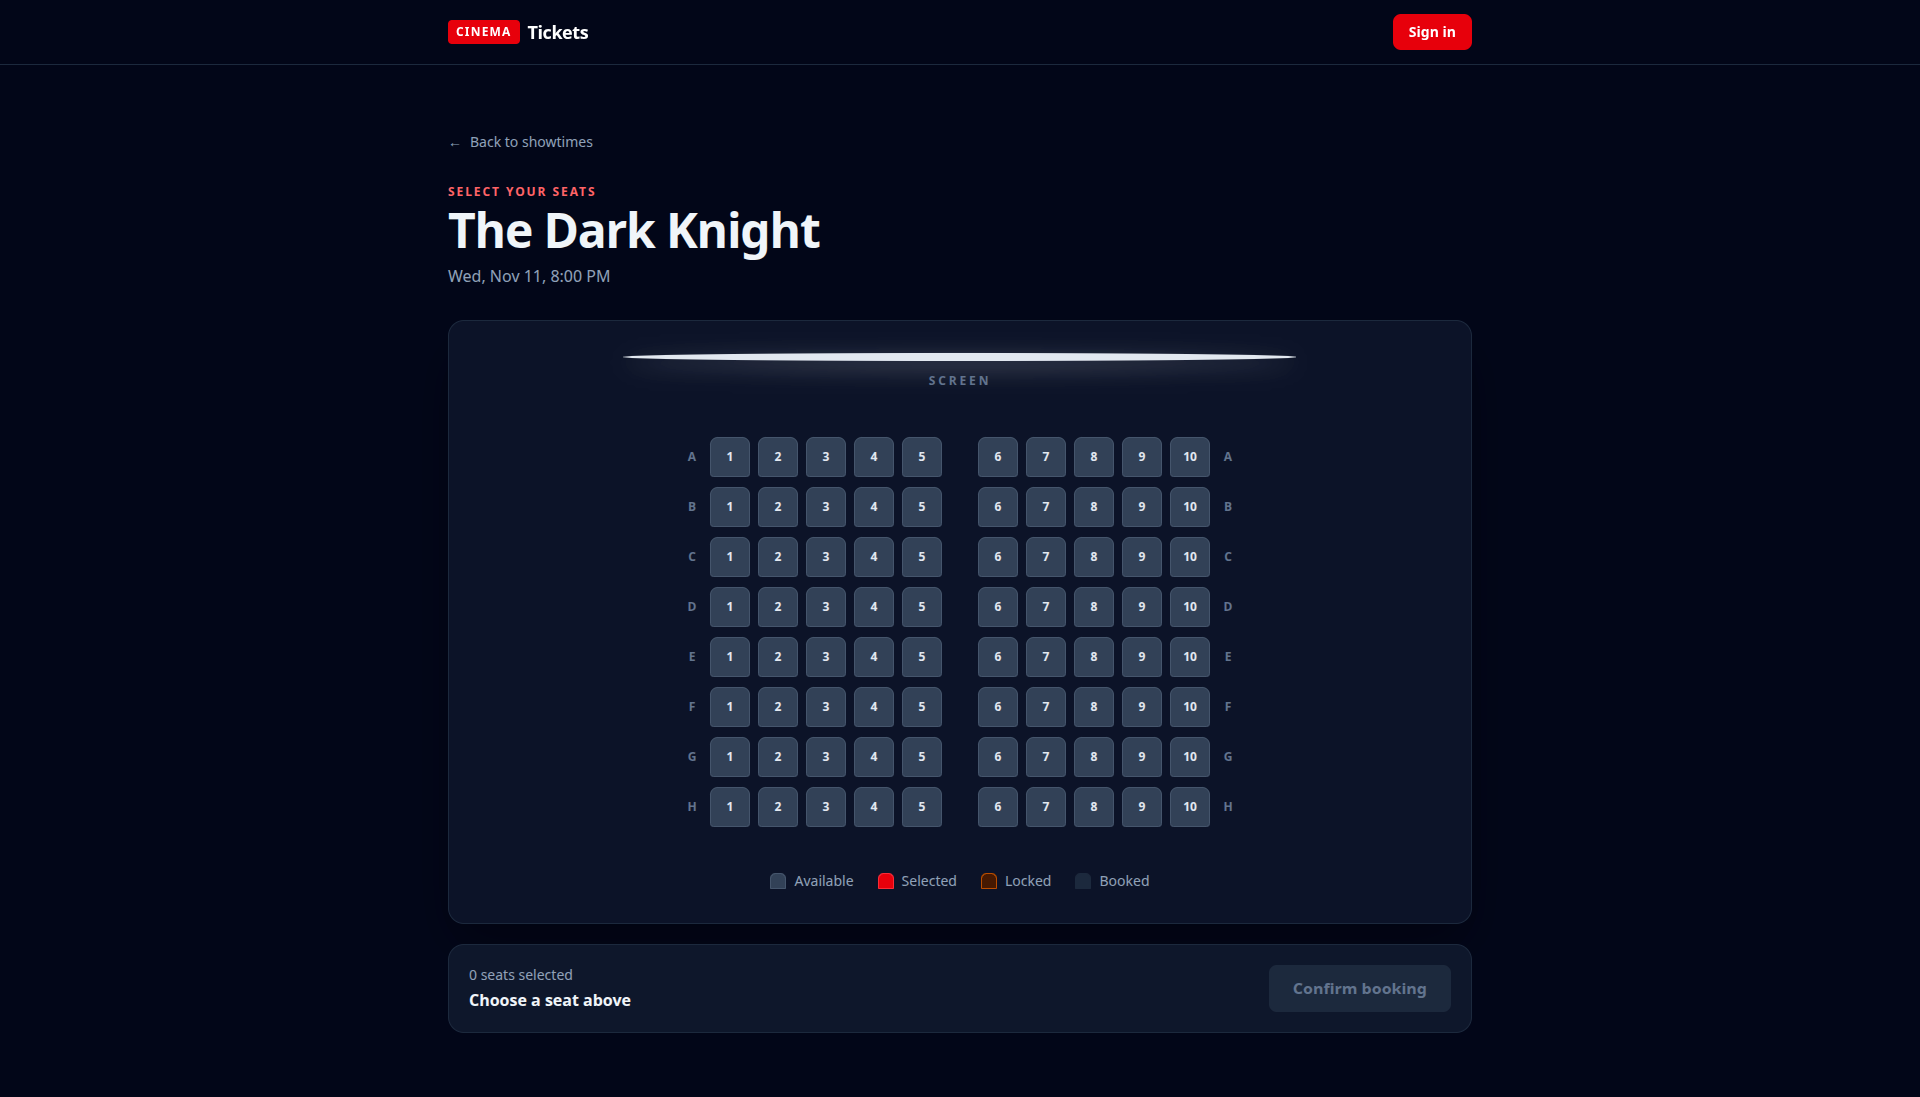 CINEMA Tickets Sign in
← Back to showtimes
SELECT YOUR SEATS
The Dark Knight
Wed, Nov 11, 8:00 PM
SCREEN
A 1 2 3 4 5 6 7 8 9 10 A
B 1 2 3 4 5 6 7 8 9 10 B
C 1 2 3 4 5 6 7 8 9 10 C
D 1 2 3 4 5 6 7 8 9 10 D
E 1 2 3 4 5 6 7 8 9 10 E
F 1 2 3 4 5 6 7 8 9 10 F
G 1 2 3 4 5 6 7 8 9 10 G
H 1 2 3 4 5 6 7 8 9 10 H
Available Selected Locked Booked
0 seats selected
Choose a seat above
Confirm booking